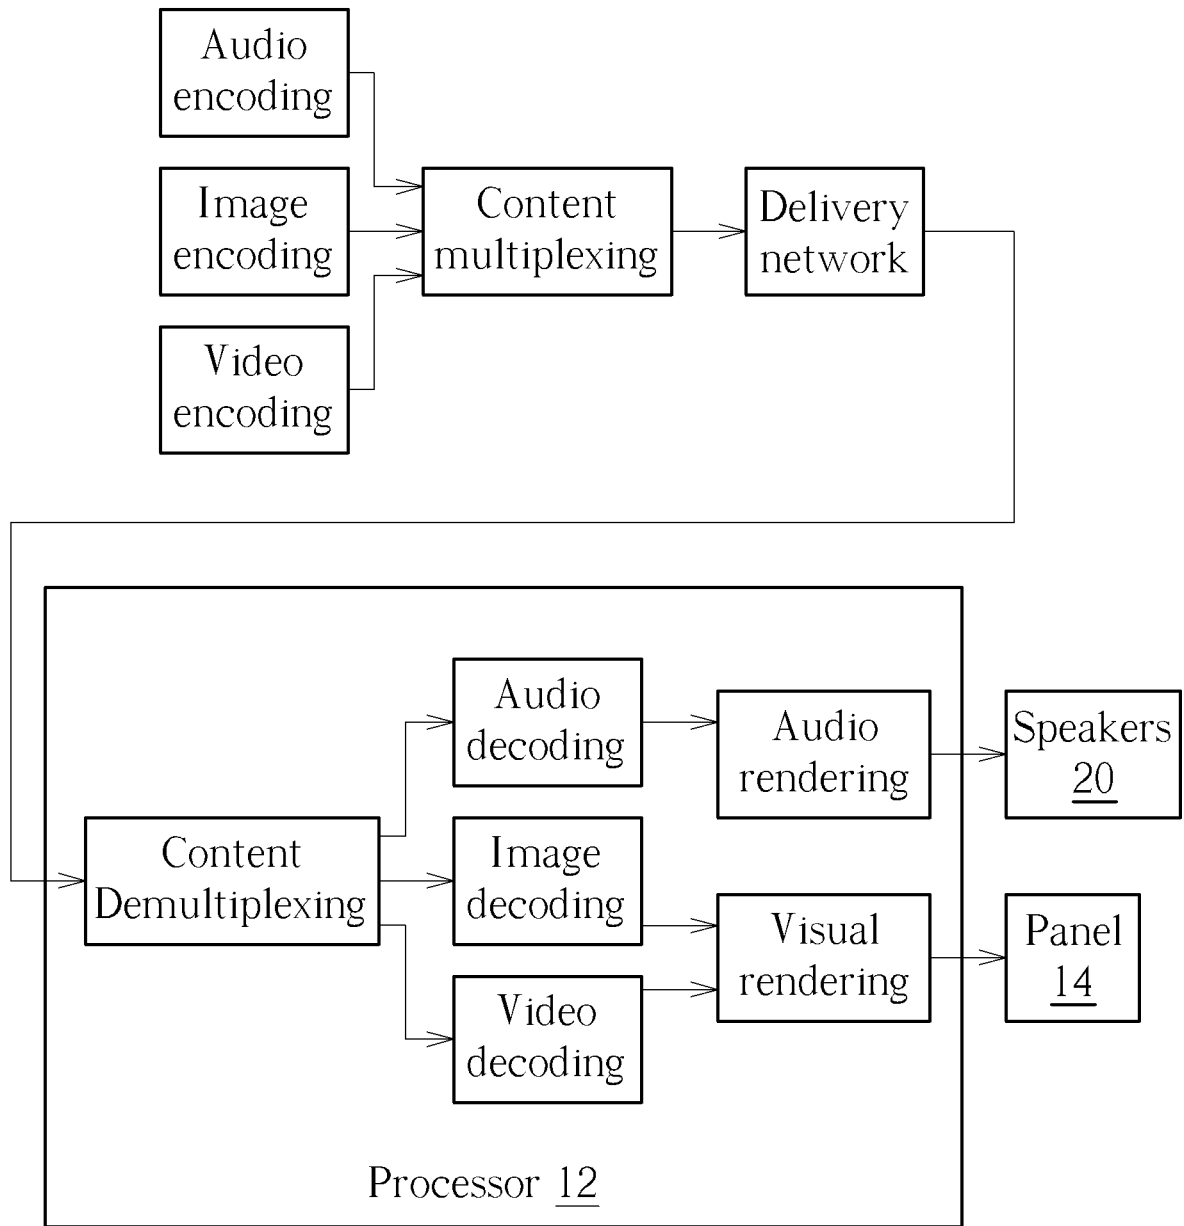 Audio
encoding
Image
encoding
Content
multiplexing
Delivery
network
Video
encoding
Audio
decoding
Audio
rendering
Speakers
20
Content
Demultiplexing
Image
decoding
Visual
rendering
Panel
14
Video
decoding
Processor 12